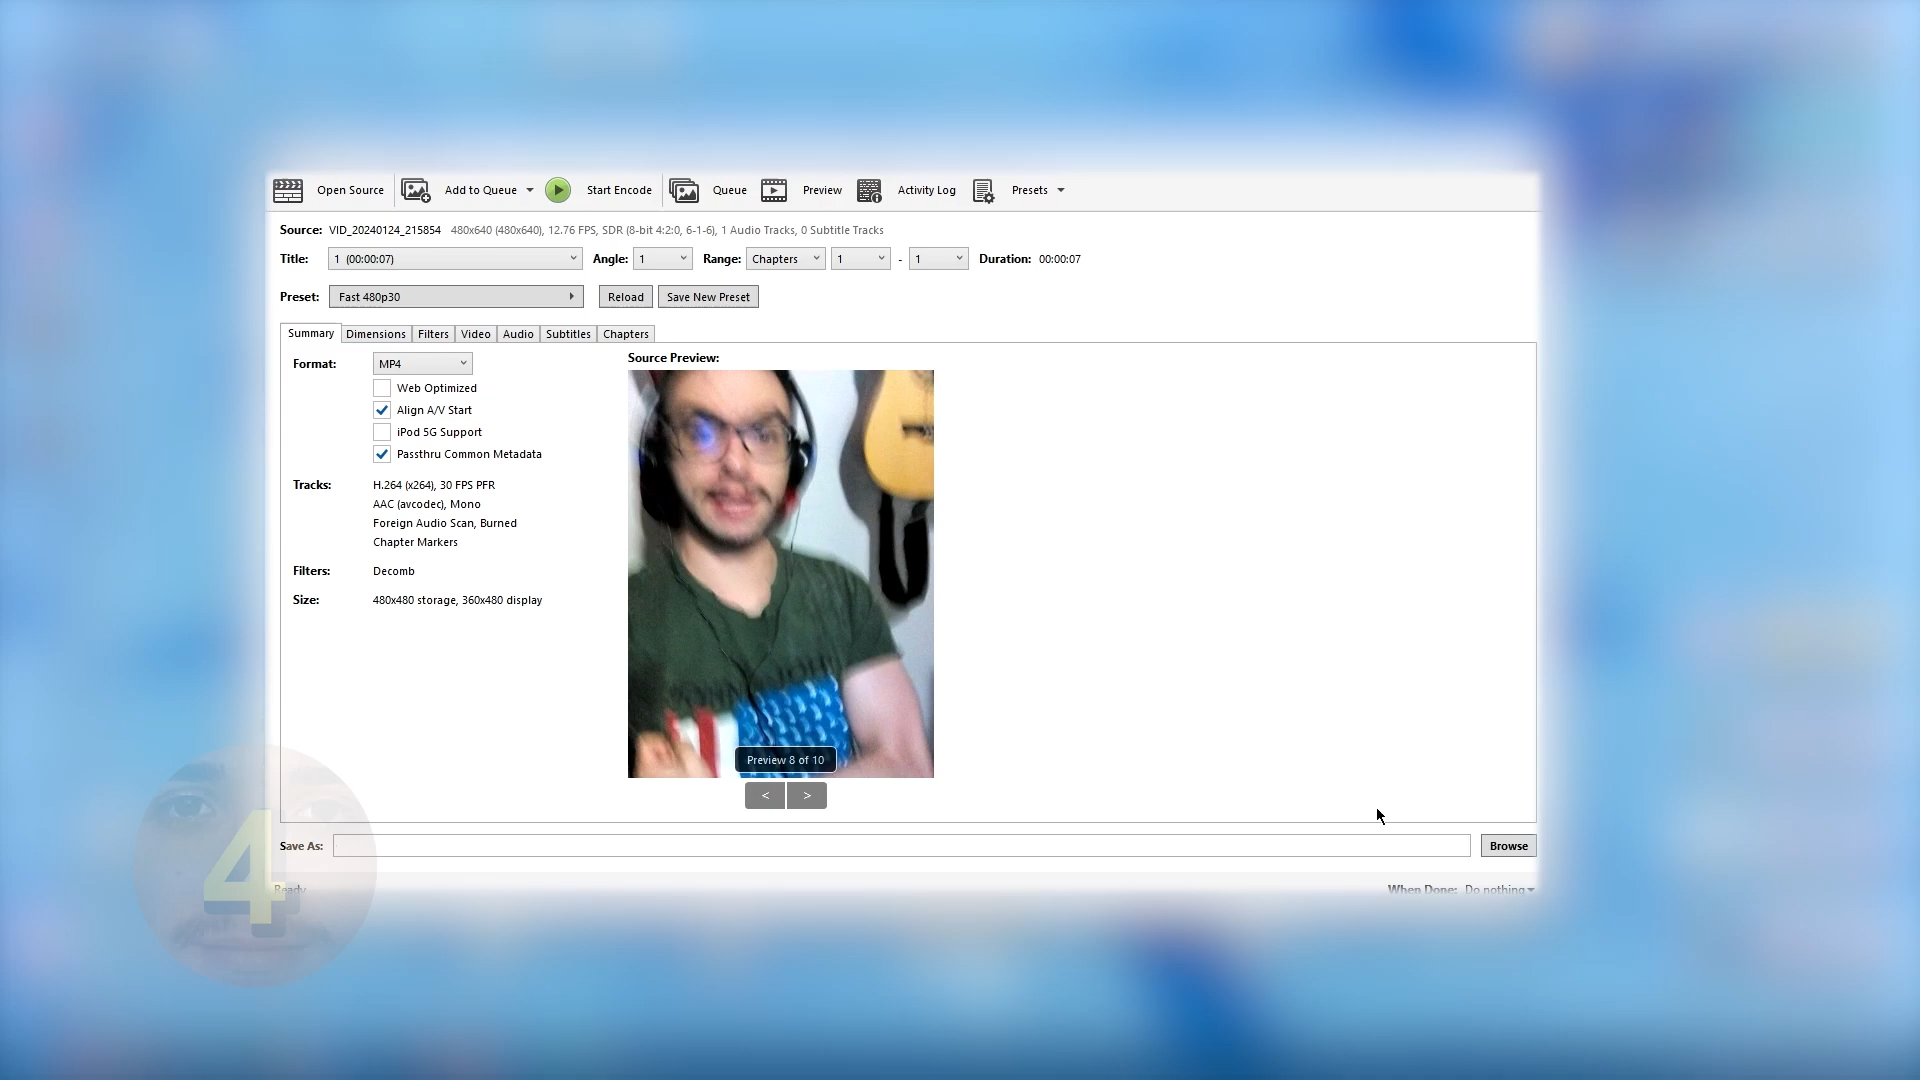 Open Source Add to Queue Start Encode Queue Preview Activity Log Presets
Source: VID_20240124_215854 480x640 (480x640), 12.76 FPS, SDR (8-bit 4:2:0, 6-1-6), 1 Audio Tracks, 0 Subtitle Tracks
Title: 1 (00:00:07) Angle: 1 Range: Chapters 1 - 1 Duration: 00:00:07
Preset: Fast 480p30 Reload Save New Preset
Summary Dimensions Filters Video Audio Subtitles Chapters
Format: MP4
Web Optimized
Align A/V Start
iPod 5G Support
Passthru Common Metadata
Tracks: H.264 (x264), 30 FPS PFR
AAC (avcodec), Mono
Foreign Audio Scan, Burned
Chapter Markers
Filters: Decomb
Size: 480x480 storage, 360x480 display
Source Preview:
Preview 8 of 10
< >
4
Save As: Browse
Ready When Done: Do nothing